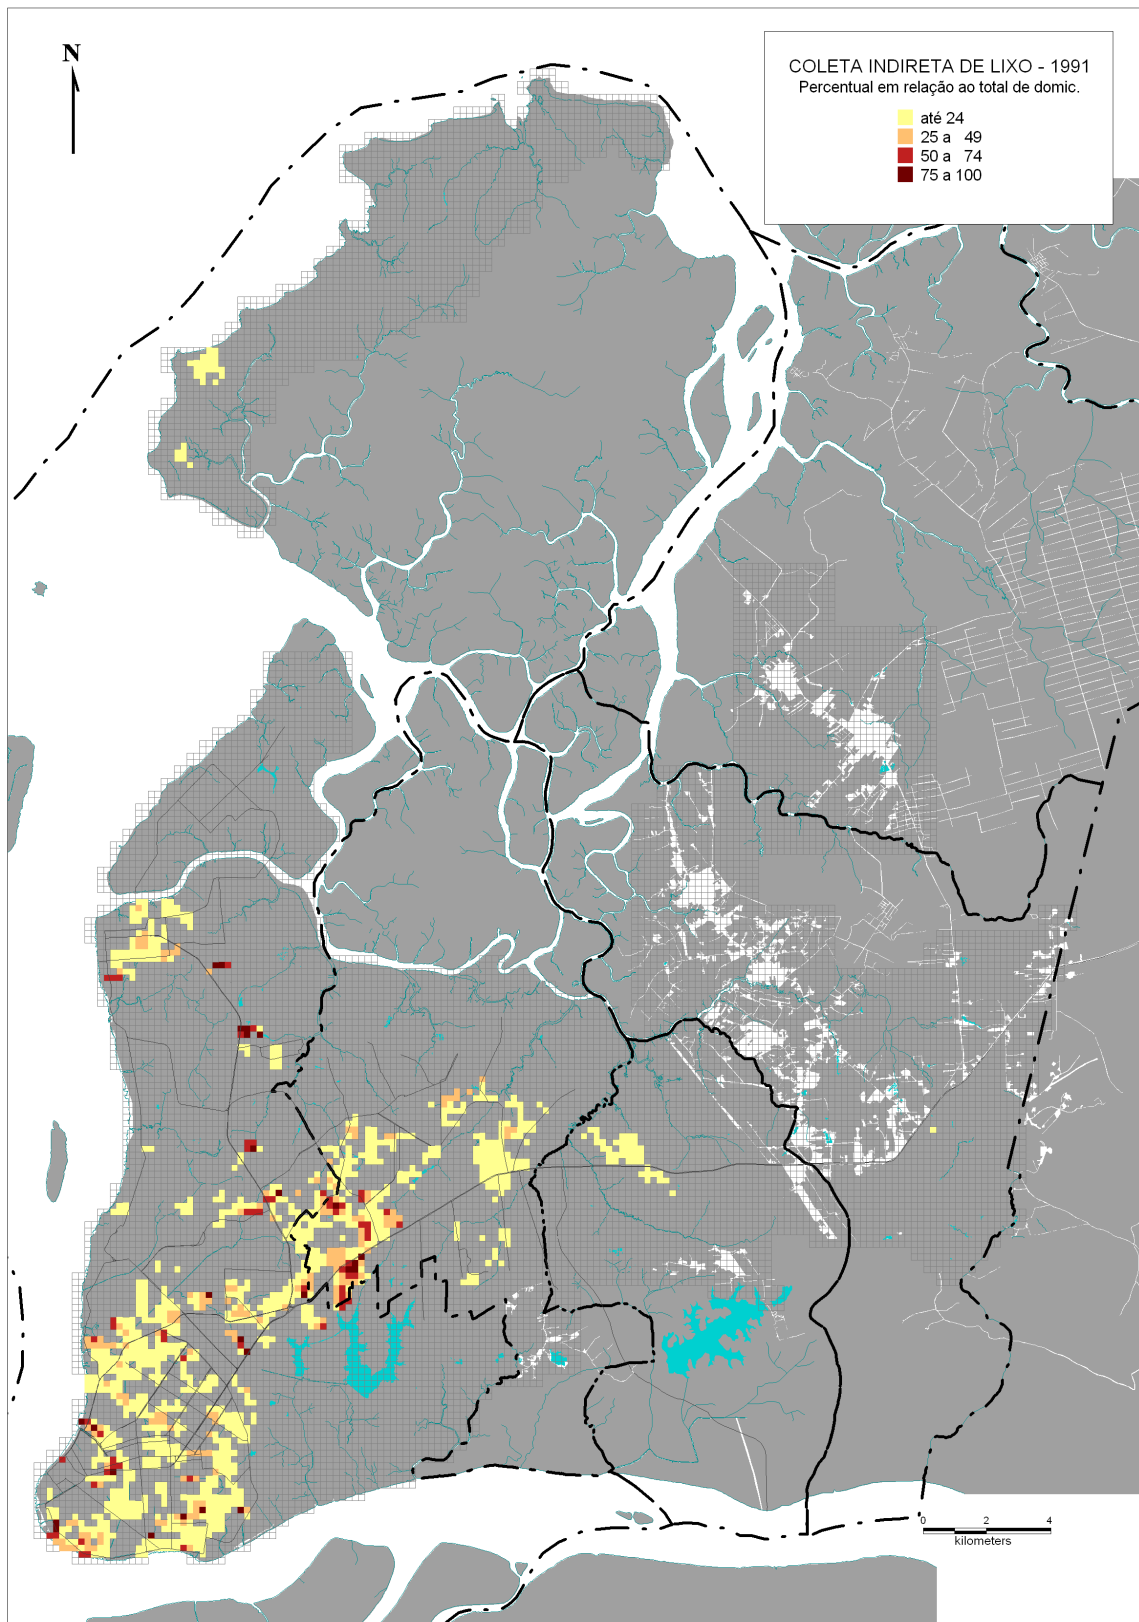 N
COLETA INDIRETA DE LIXO - 1991
Percentual em relação ao total de domic.
até 24
25 a 49
50 a 74
75 a 100
0 2 4
kilometers